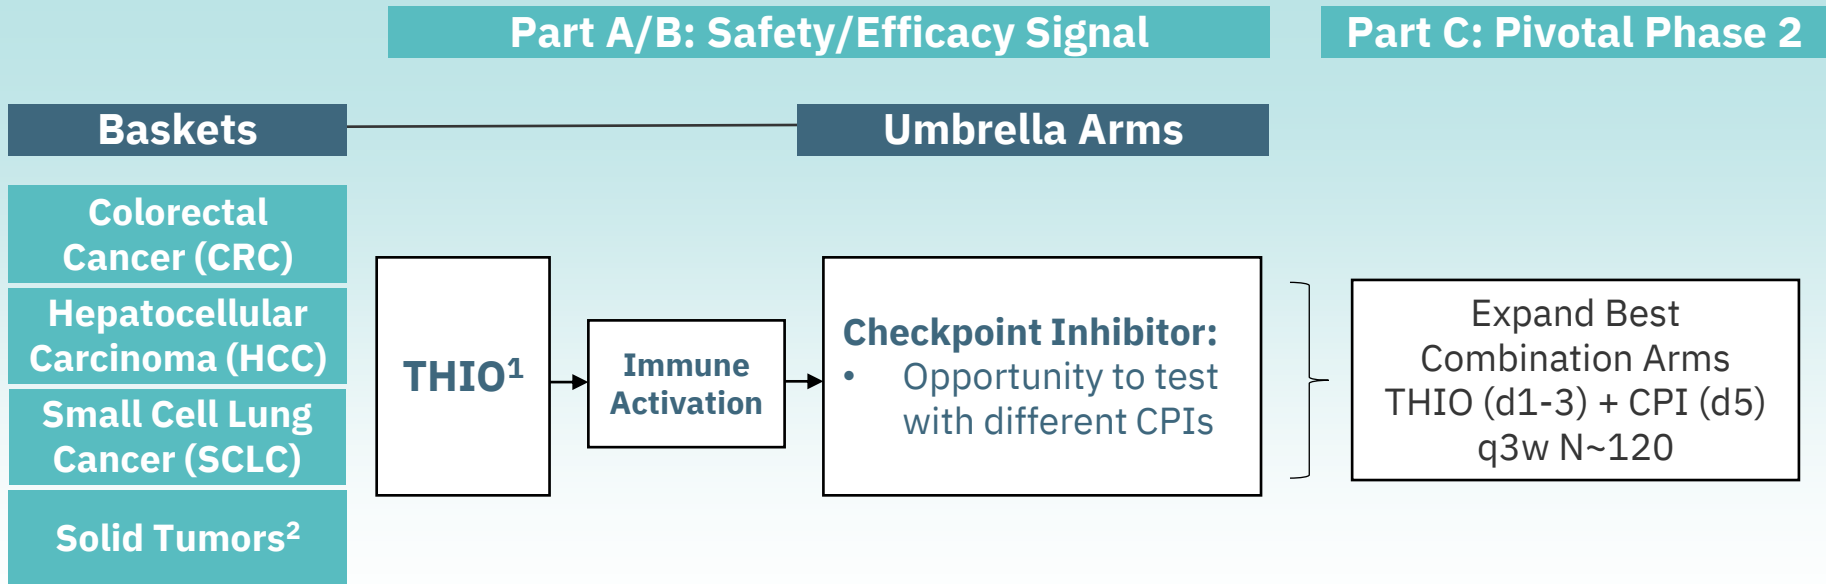 Part A/B: Safety/Efficacy Signal
Part C: Pivotal Phase 2
Baskets
Umbrella Arms
Colorectal
Cancer (CRC)
Hepatocellular
Carcinoma (HCC)
Small Cell Lung
Cancer (SCLC)
Solid Tumors²
THIO¹
Immune
Activation
Checkpoint Inhibitor:
• Opportunity to test
with different CPIs
Expand Best
Combination Arms
THIO (d1-3) + CPI (d5)
q3w N~120